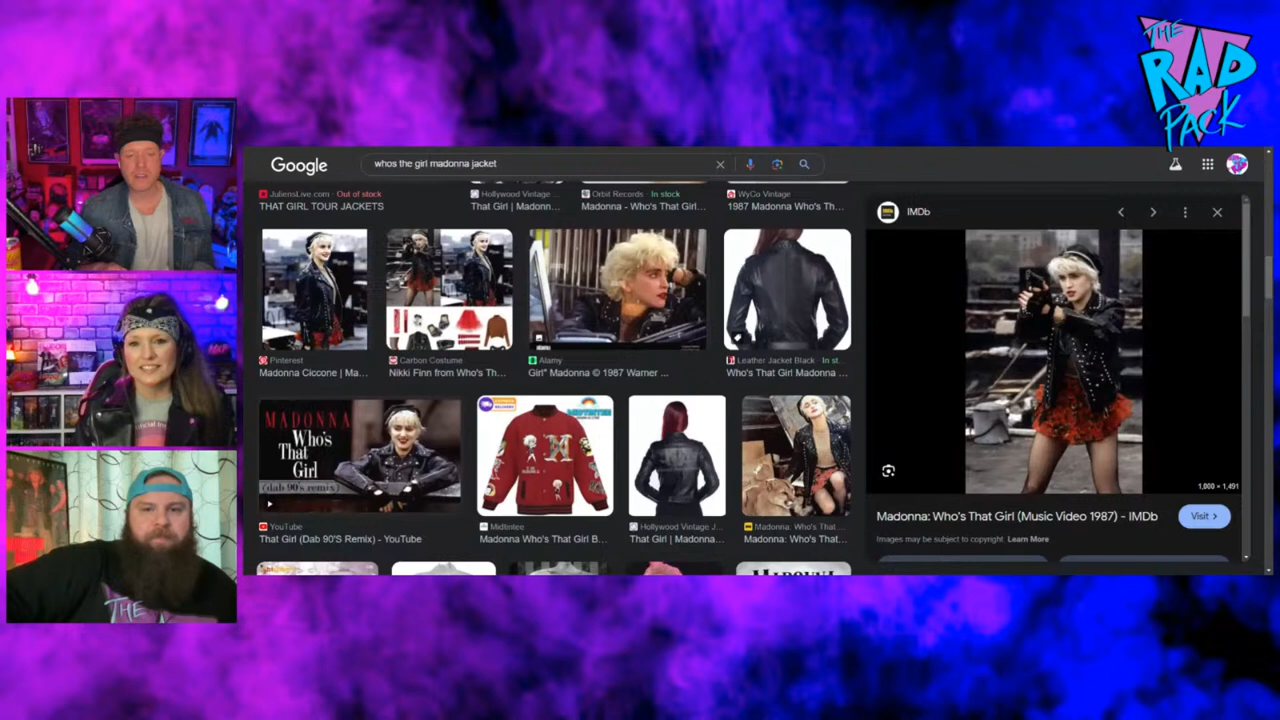 THE
RAD
PACK
Google
whos the girl madonna jacket
JuliensLive.com · Out of stock
THAT GIRL TOUR JACKETS
Hollywood Vintage ...
That Girl | Madonn...
Orbit Records · In stock
Madonna - Who's That Girl...
WyCo Vintage
1987 Madonna Who's Th...
IMDb
Pinterest
Madonna Ciccone | Ma...
Carbon Costume
Nikki Finn from Who's Th...
alamy
Alamy
Girl" Madonna © 1987 Warner ...
Leather Jacket Black · In st...
Who's That Girl Madonna ...
MADONNA
Who's
That
Girl
(dab 90's remix)
YouTube
That Girl (Dab 90'S Remix) - YouTube
Midtintee
Madonna Who's That Girl B...
Hollywood Vintage J...
That Girl | Madonna...
Madonna: Who's That ...
Madonna: Who's That...
1,000 × 1,491
Madonna: Who's That Girl (Music Video 1987) - IMDb
Visit
Images may be subject to copyright. Learn More
THE